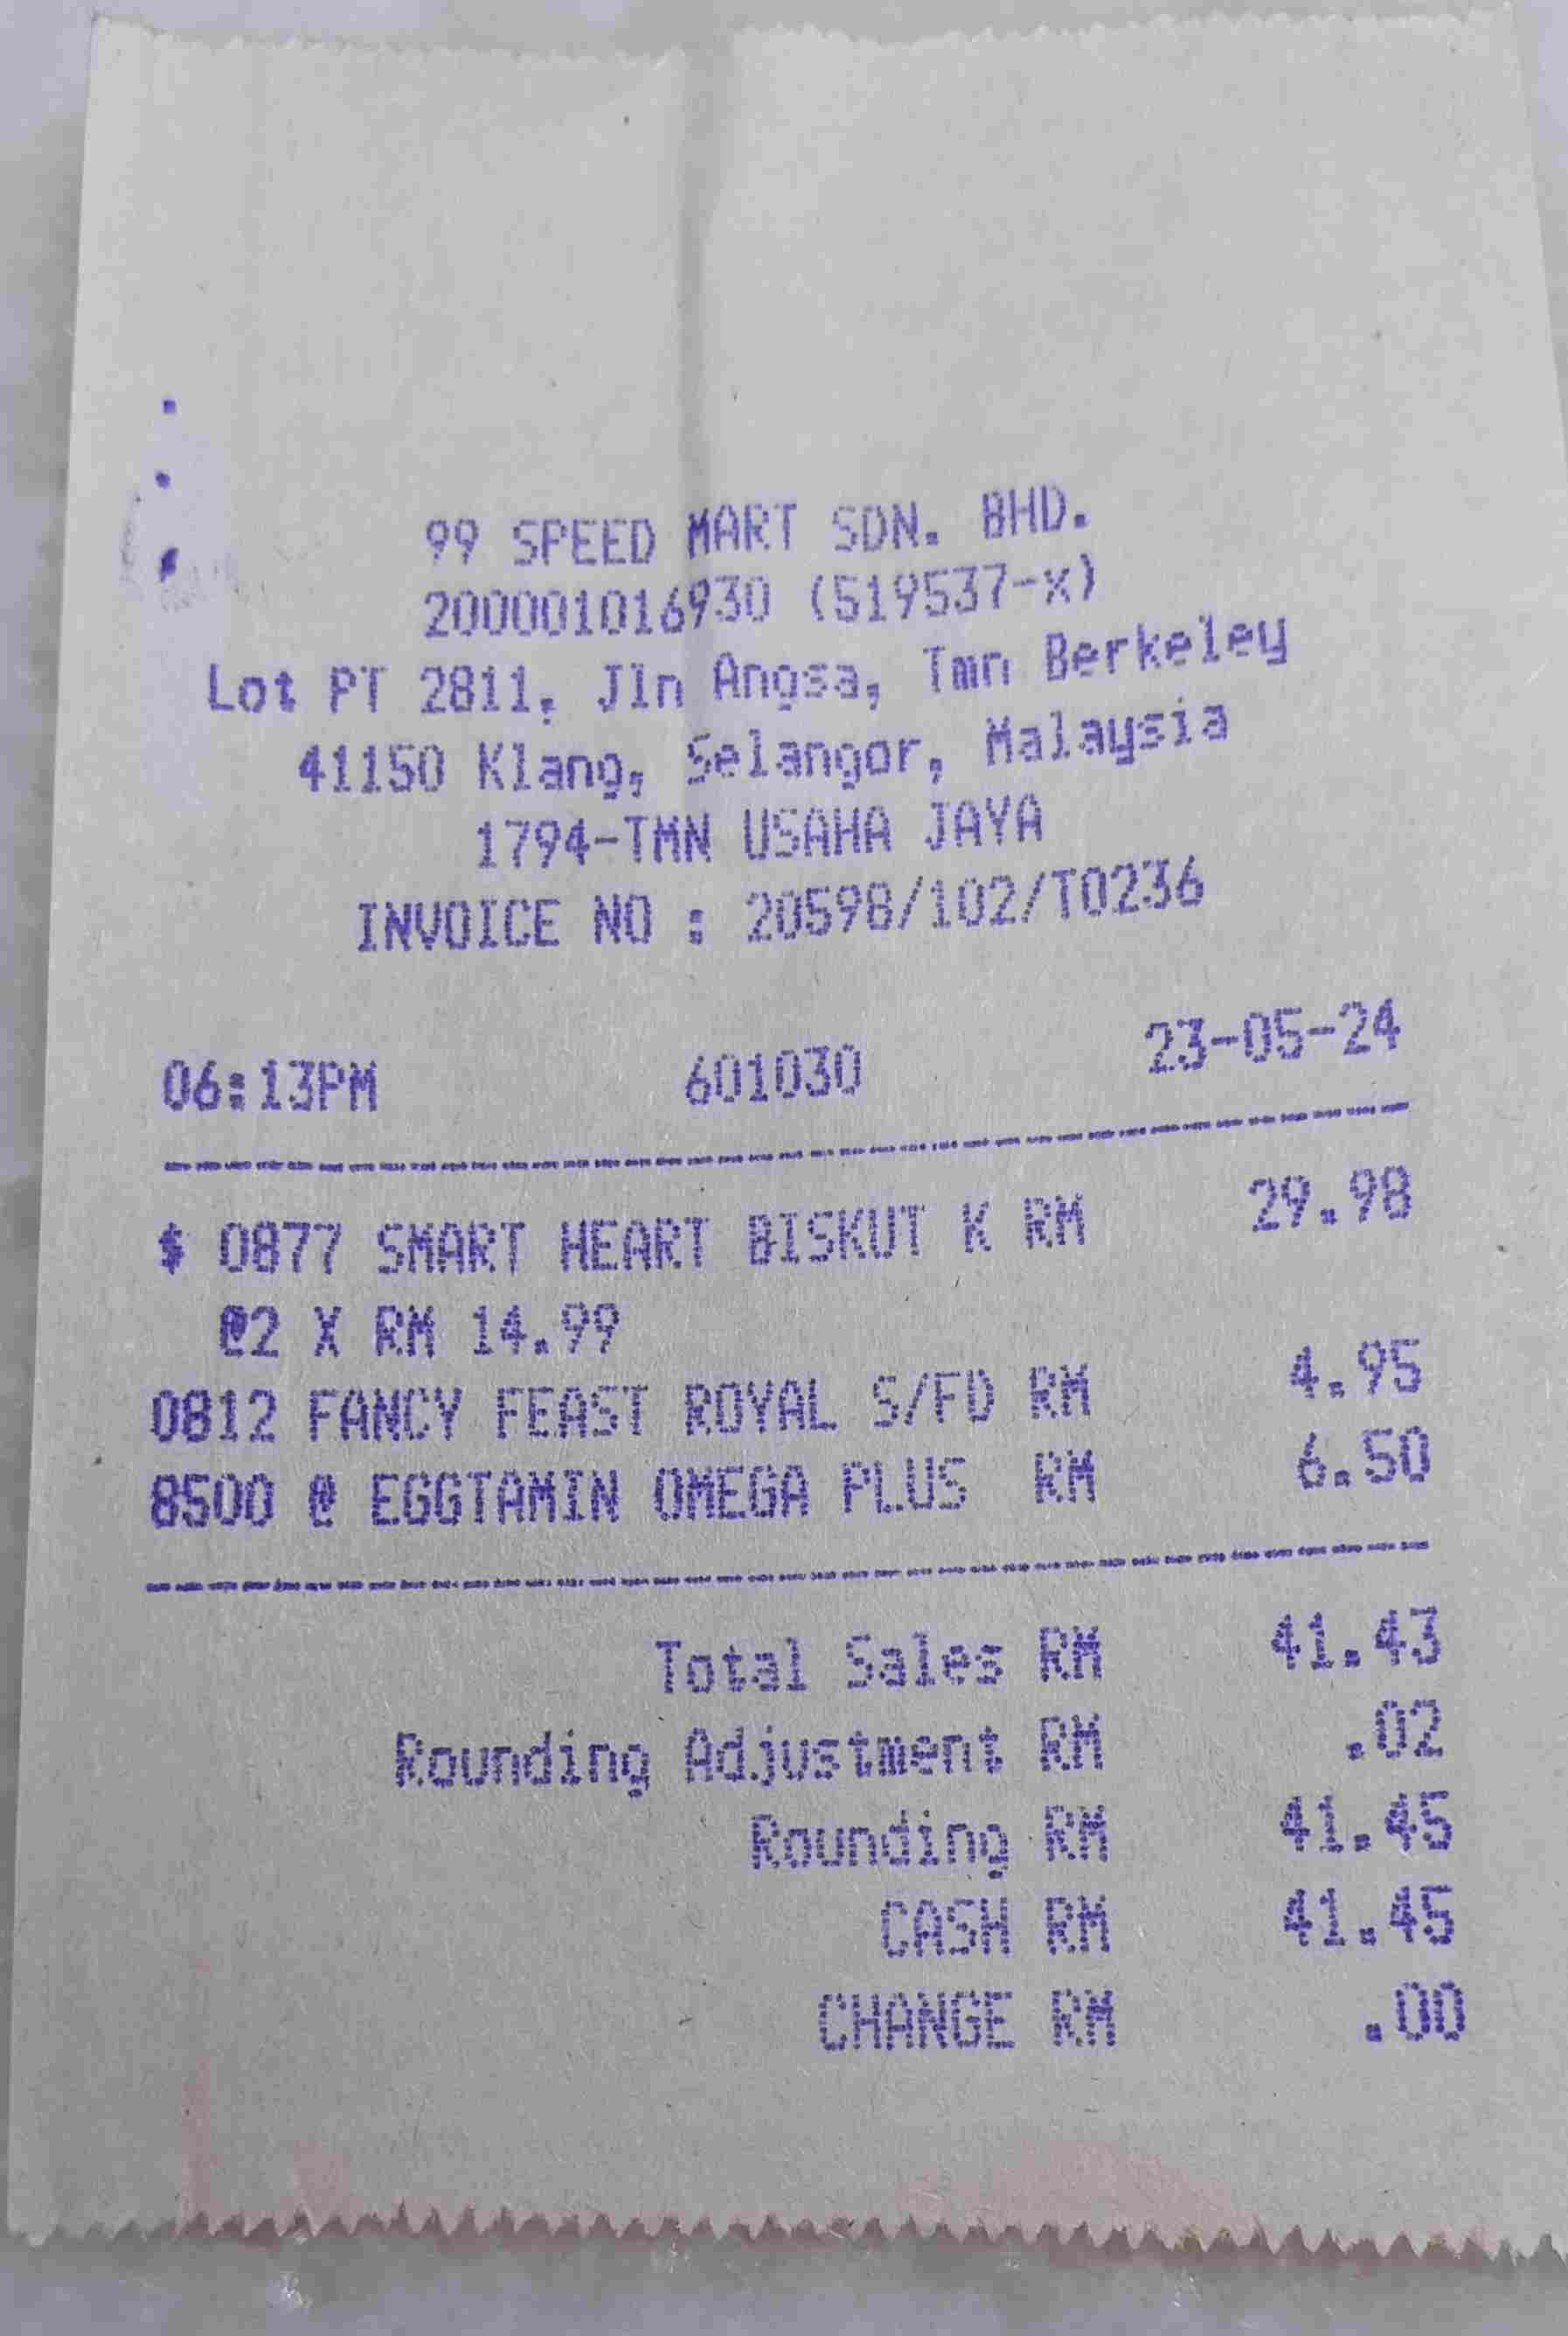 99 SPEED MART SDN. BHD.
200001016930 (519537-X)
Lot PT 2811, Jln Angsa, Tmn Berkeley
41150 Klang, Selangor, Malaysia
1794-TMN USAHA JAYA
INVOICE NO : 20598/102/T0236
06:13PM 601030 23-05-24
* 0877 SMART HEART BISKUT K RM 29.98
@2 X RM 14.99
0812 FANCY FEAST ROYAL S/FD RM 4.95
8500 @ EGGTAMIN OMEGA PLUS RM 6.50
Total Sales RM 41.43
Rounding Adjustment RM .02
Rounding RM 41.45
CASH RM 41.45
CHANGE RM .00